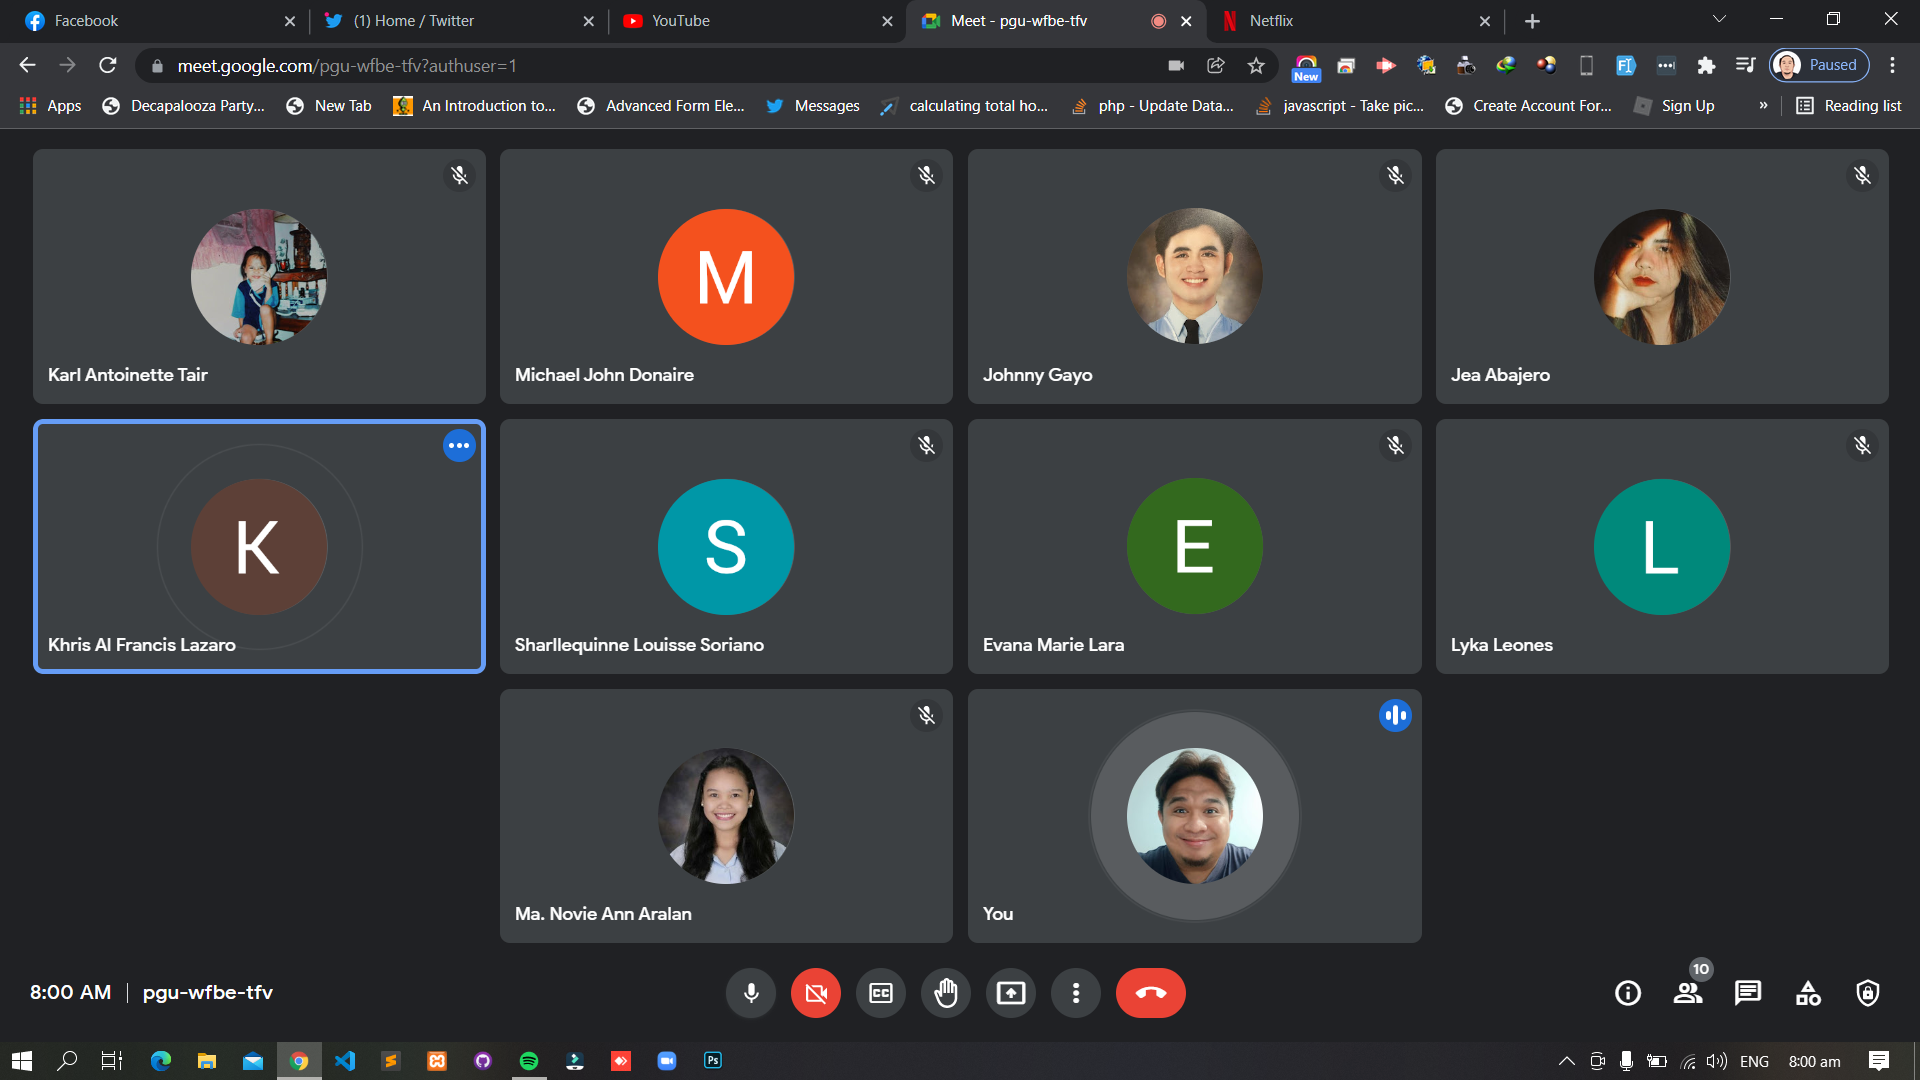 Facebook
(1) Home / Twitter
YouTube
Meet - pgu-wfbe-tfv
Netflix
meet.google.com/pgu-wfbe-tfv?authuser=1
New
Paused
Apps
Decapalooza Party...
New Tab
An Introduction to...
Advanced Form Ele...
Messages
calculating total ho...
php - Update Data...
javascript - Take pic...
Create Account For...
Sign Up
»
Reading list
Karl Antoinette Tair
M
Michael John Donaire
Johnny Gayo
Jea Abajero
K
Khris Al Francis Lazaro
S
Sharllequinne Louisse Soriano
E
Evana Marie Lara
L
Lyka Leones
Ma. Novie Ann Aralan
You
8:00 AM | pgu-wfbe-tfv
CC
10
Ps
ENG
8:00 am